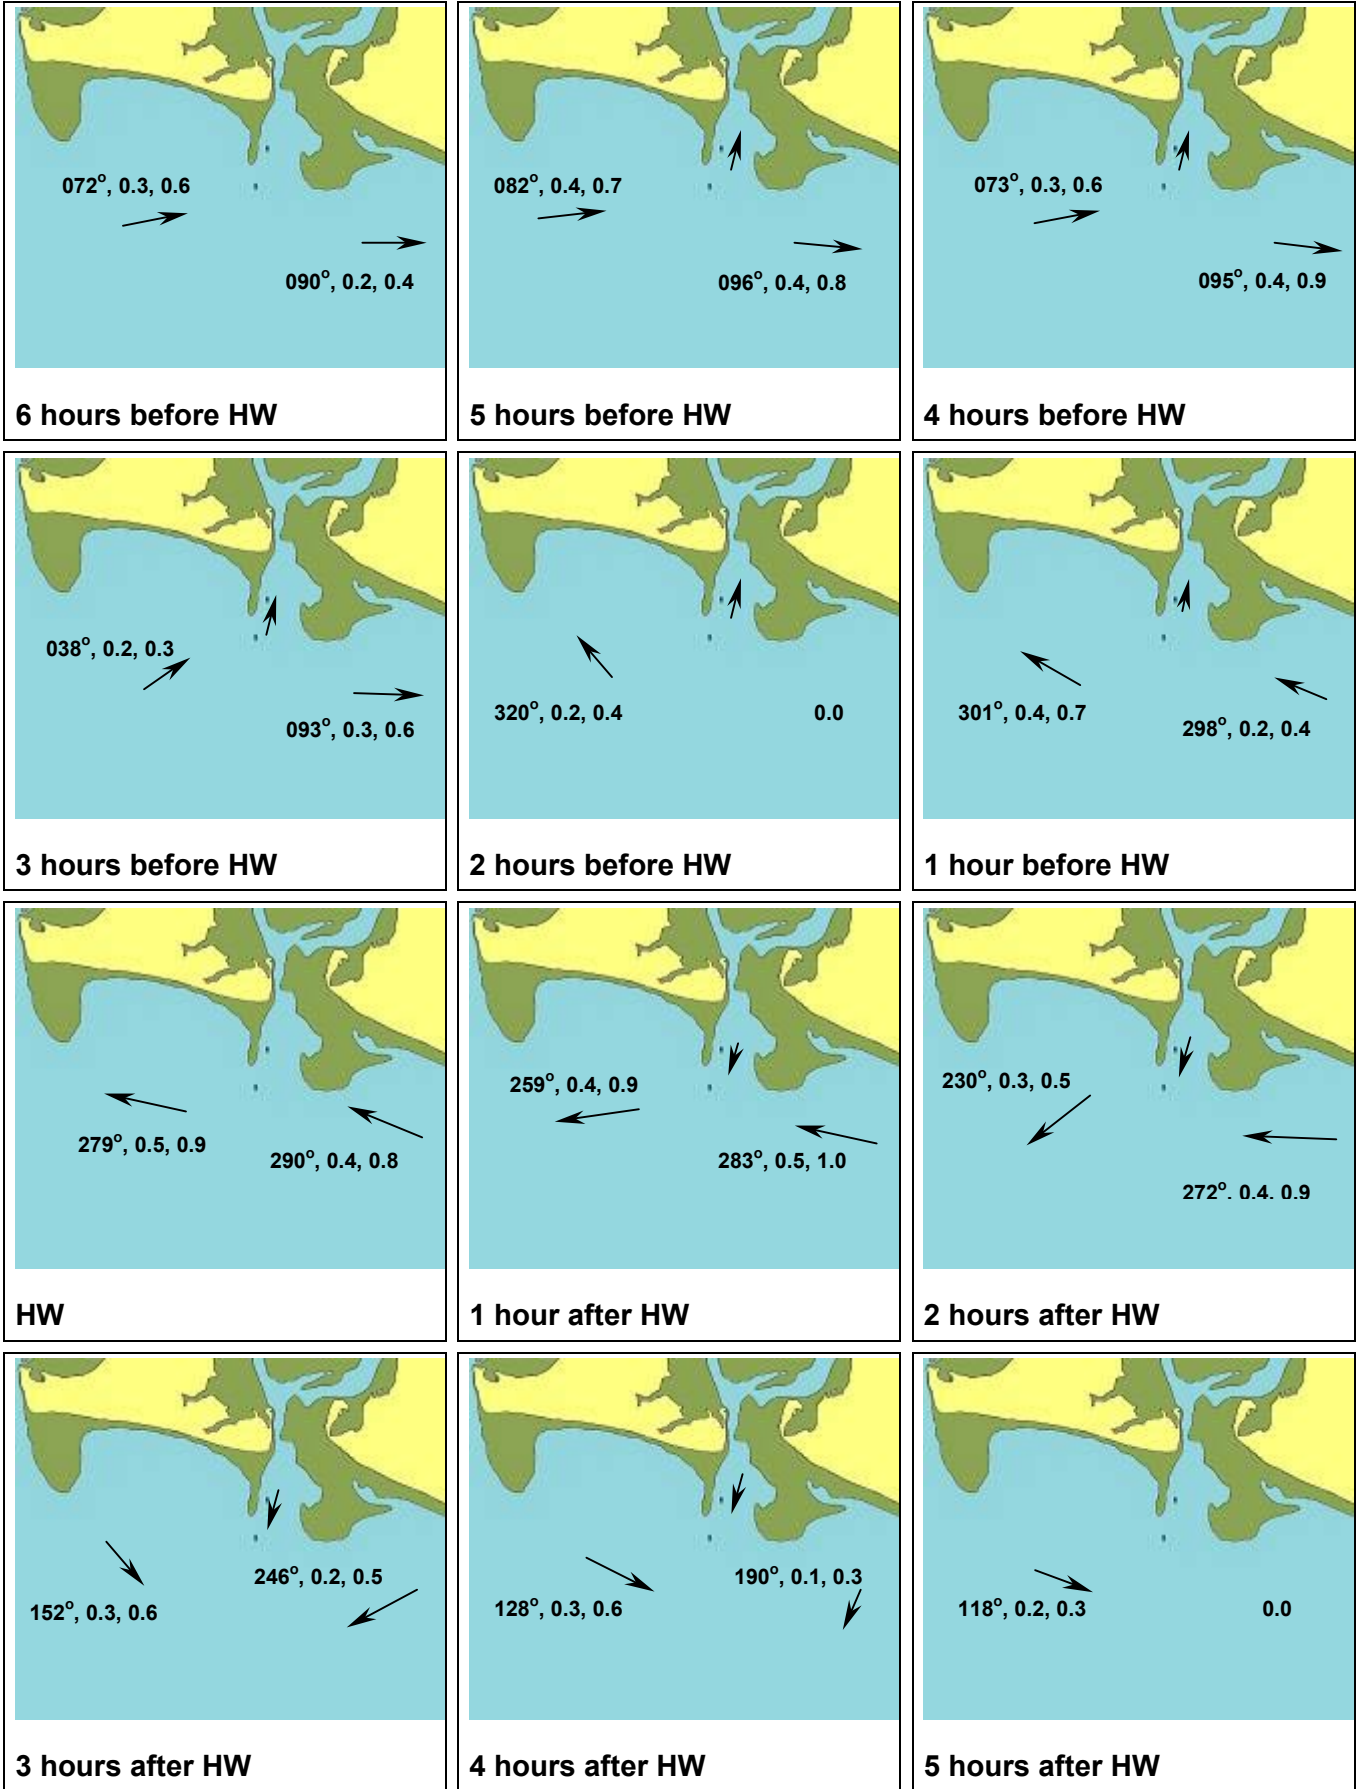 072°, 0.3, 0.6
090°, 0.2, 0.4
6 hours before HW
082°, 0.4, 0.7
096°, 0.4, 0.8
5 hours before HW
073°, 0.3, 0.6
095°, 0.4, 0.9
4 hours before HW
038°, 0.2, 0.3
093°, 0.3, 0.6
3 hours before HW
320°, 0.2, 0.4
0.0
2 hours before HW
301°, 0.4, 0.7
298°, 0.2, 0.4
1 hour before HW
279°, 0.5, 0.9
290°, 0.4, 0.8
HW
259°, 0.4, 0.9
283°, 0.5, 1.0
1 hour after HW
230°, 0.3, 0.5
272°, 0.4, 0.9
2 hours after HW
246°, 0.2, 0.5
152°, 0.3, 0.6
3 hours after HW
190°, 0.1, 0.3
128°, 0.3, 0.6
4 hours after HW
118°, 0.2, 0.3
0.0
5 hours after HW